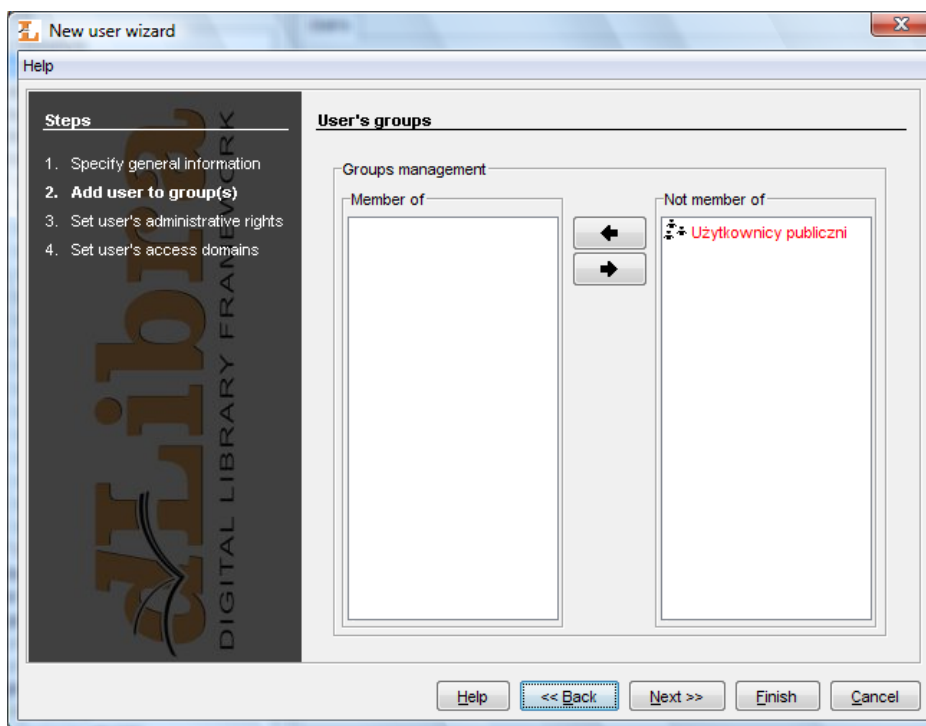 New user wizard
Help
Steps
1. Specify general information
2. Add user to group(s)
3. Set user's administrative rights
4. Set user's access domains
dLibra
DIGITAL LIBRARY FRAMEWORK
User's groups
Groups management
Member of
Not member of
Użytkownicy publiczni
Help
<< Back
Next >>
Finish
Cancel